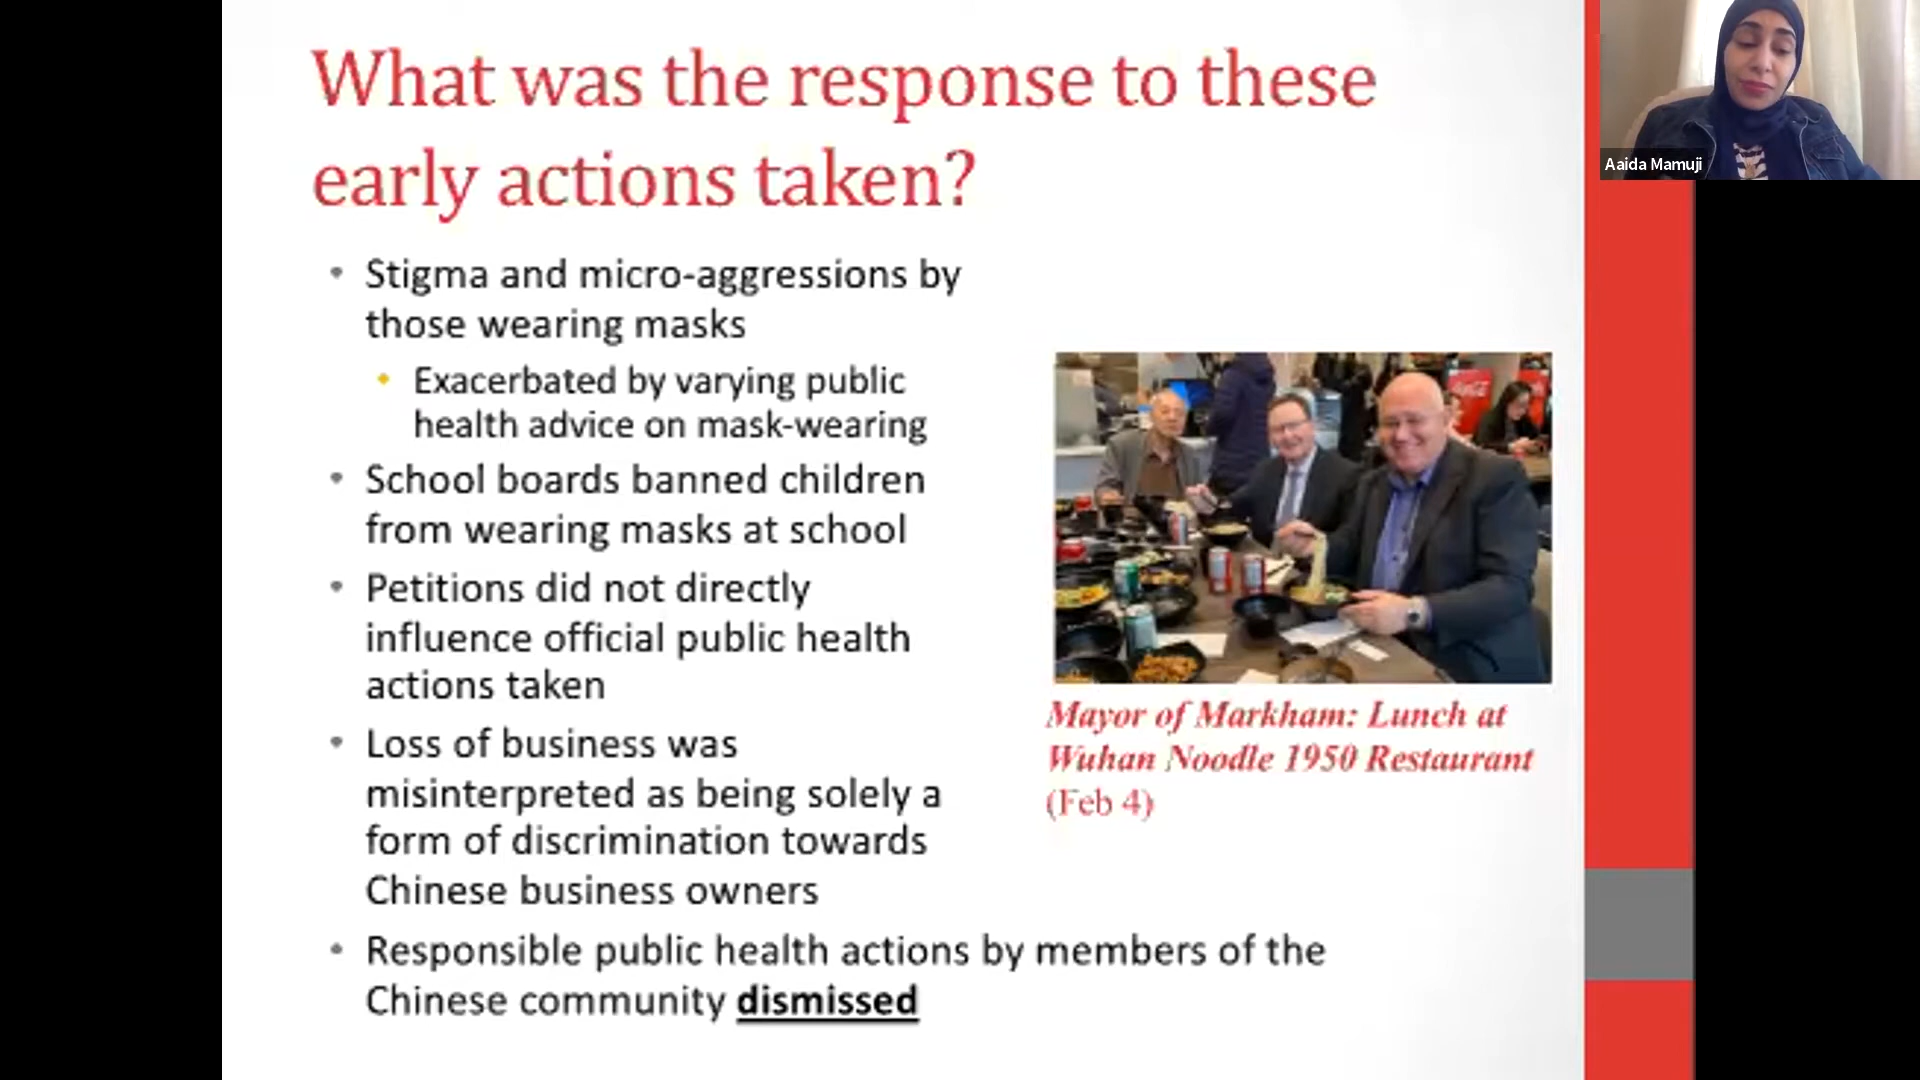 What was the response to these
early actions taken?
Aaida Mamuji
• Stigma and micro-aggressions by
those wearing masks
Exacerbated by varying public
health advice on mask-wearing
• School boards banned children
from wearing masks at school
• Petitions did not directly
influence official public health
actions taken
• Loss of business was
misinterpreted as being solely a
form of discrimination towards
Chinese business owners
• Responsible public health actions by members of the
Chinese community dismissed
Coca-Cola
Mayor of Markham: Lunch at
Wuhan Noodle 1950 Restaurant
(Feb 4)